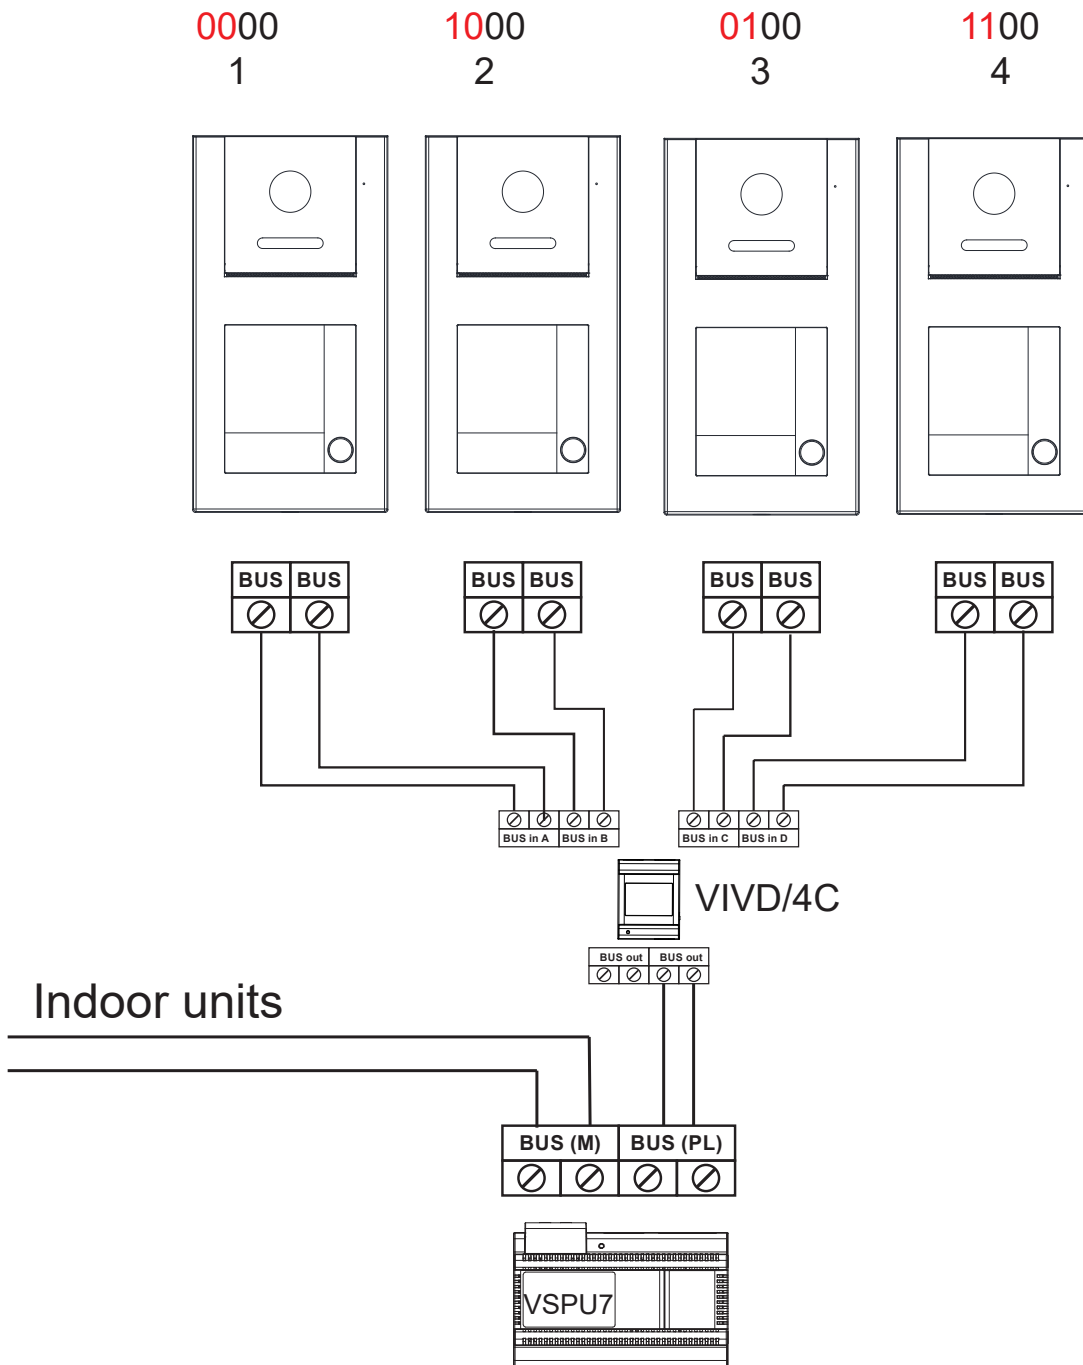 0000 1000 0100 1100
1 2 3 4
BUS BUS BUS BUS BUS BUS BUS BUS
BUS in A BUS in B BUS in C BUS in D
VIVD/4C
BUS out BUS out
Indoor units
BUS (M) BUS (PL)
VSPU7